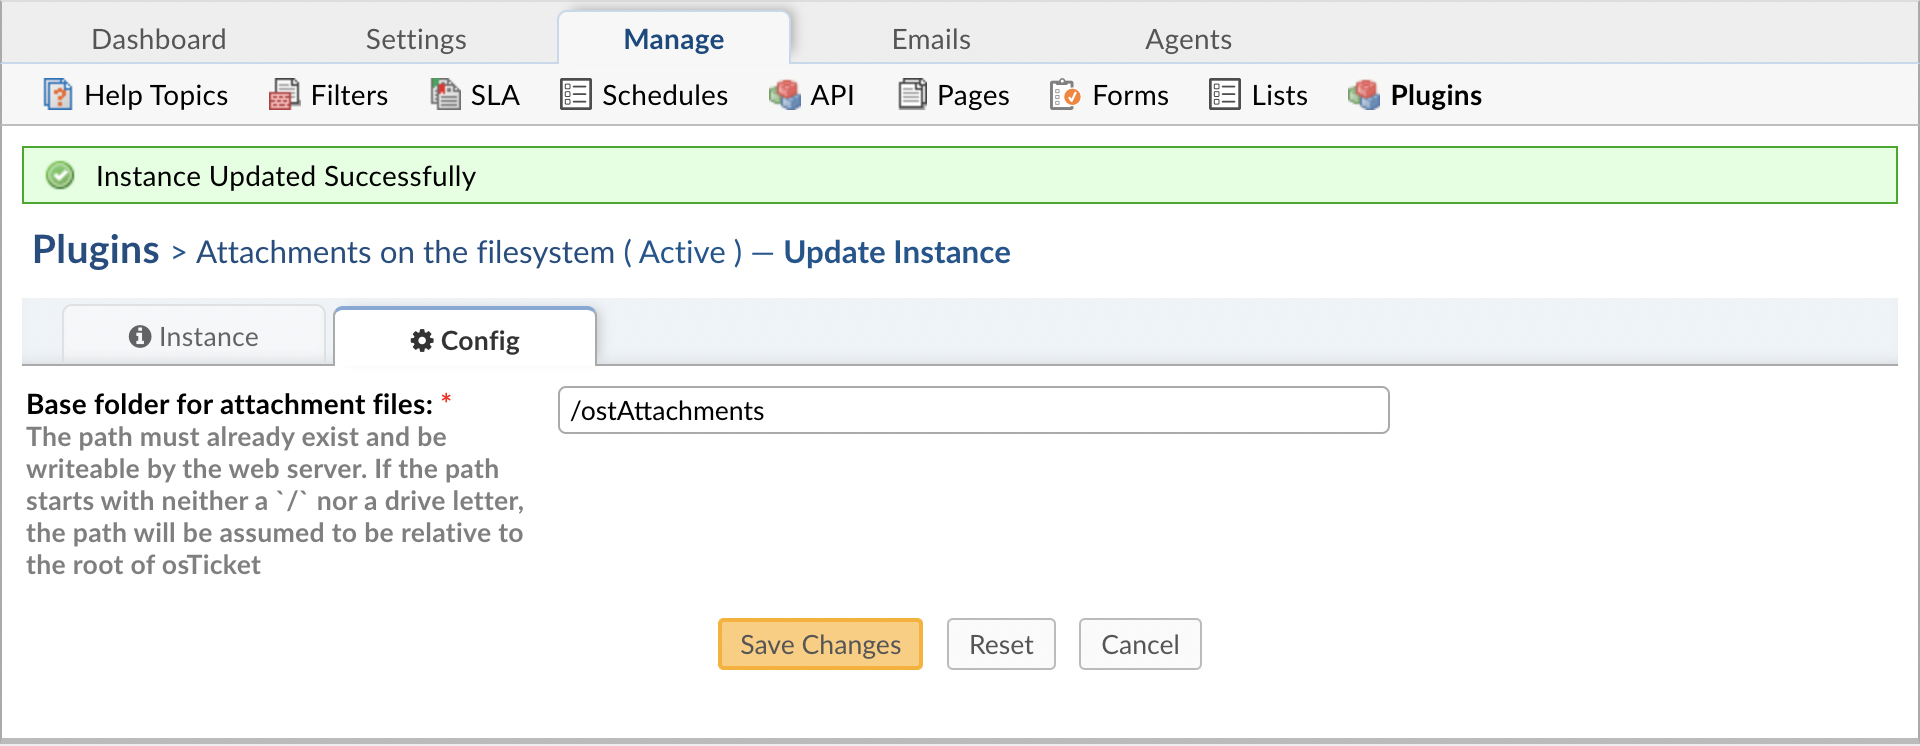 Dashboard Settings Manage Emails Agents
Help Topics Filters SLA Schedules API Pages Forms Lists Plugins
Instance Updated Successfully
Plugins > Attachments on the filesystem ( Active ) — Update Instance
Instance Config
Base folder for attachment files: * /ostAttachments
The path must already exist and be
writeable by the web server. If the path
starts with neither a `/` nor a drive letter,
the path will be assumed to be relative to
the root of osTicket
Save Changes Reset Cancel